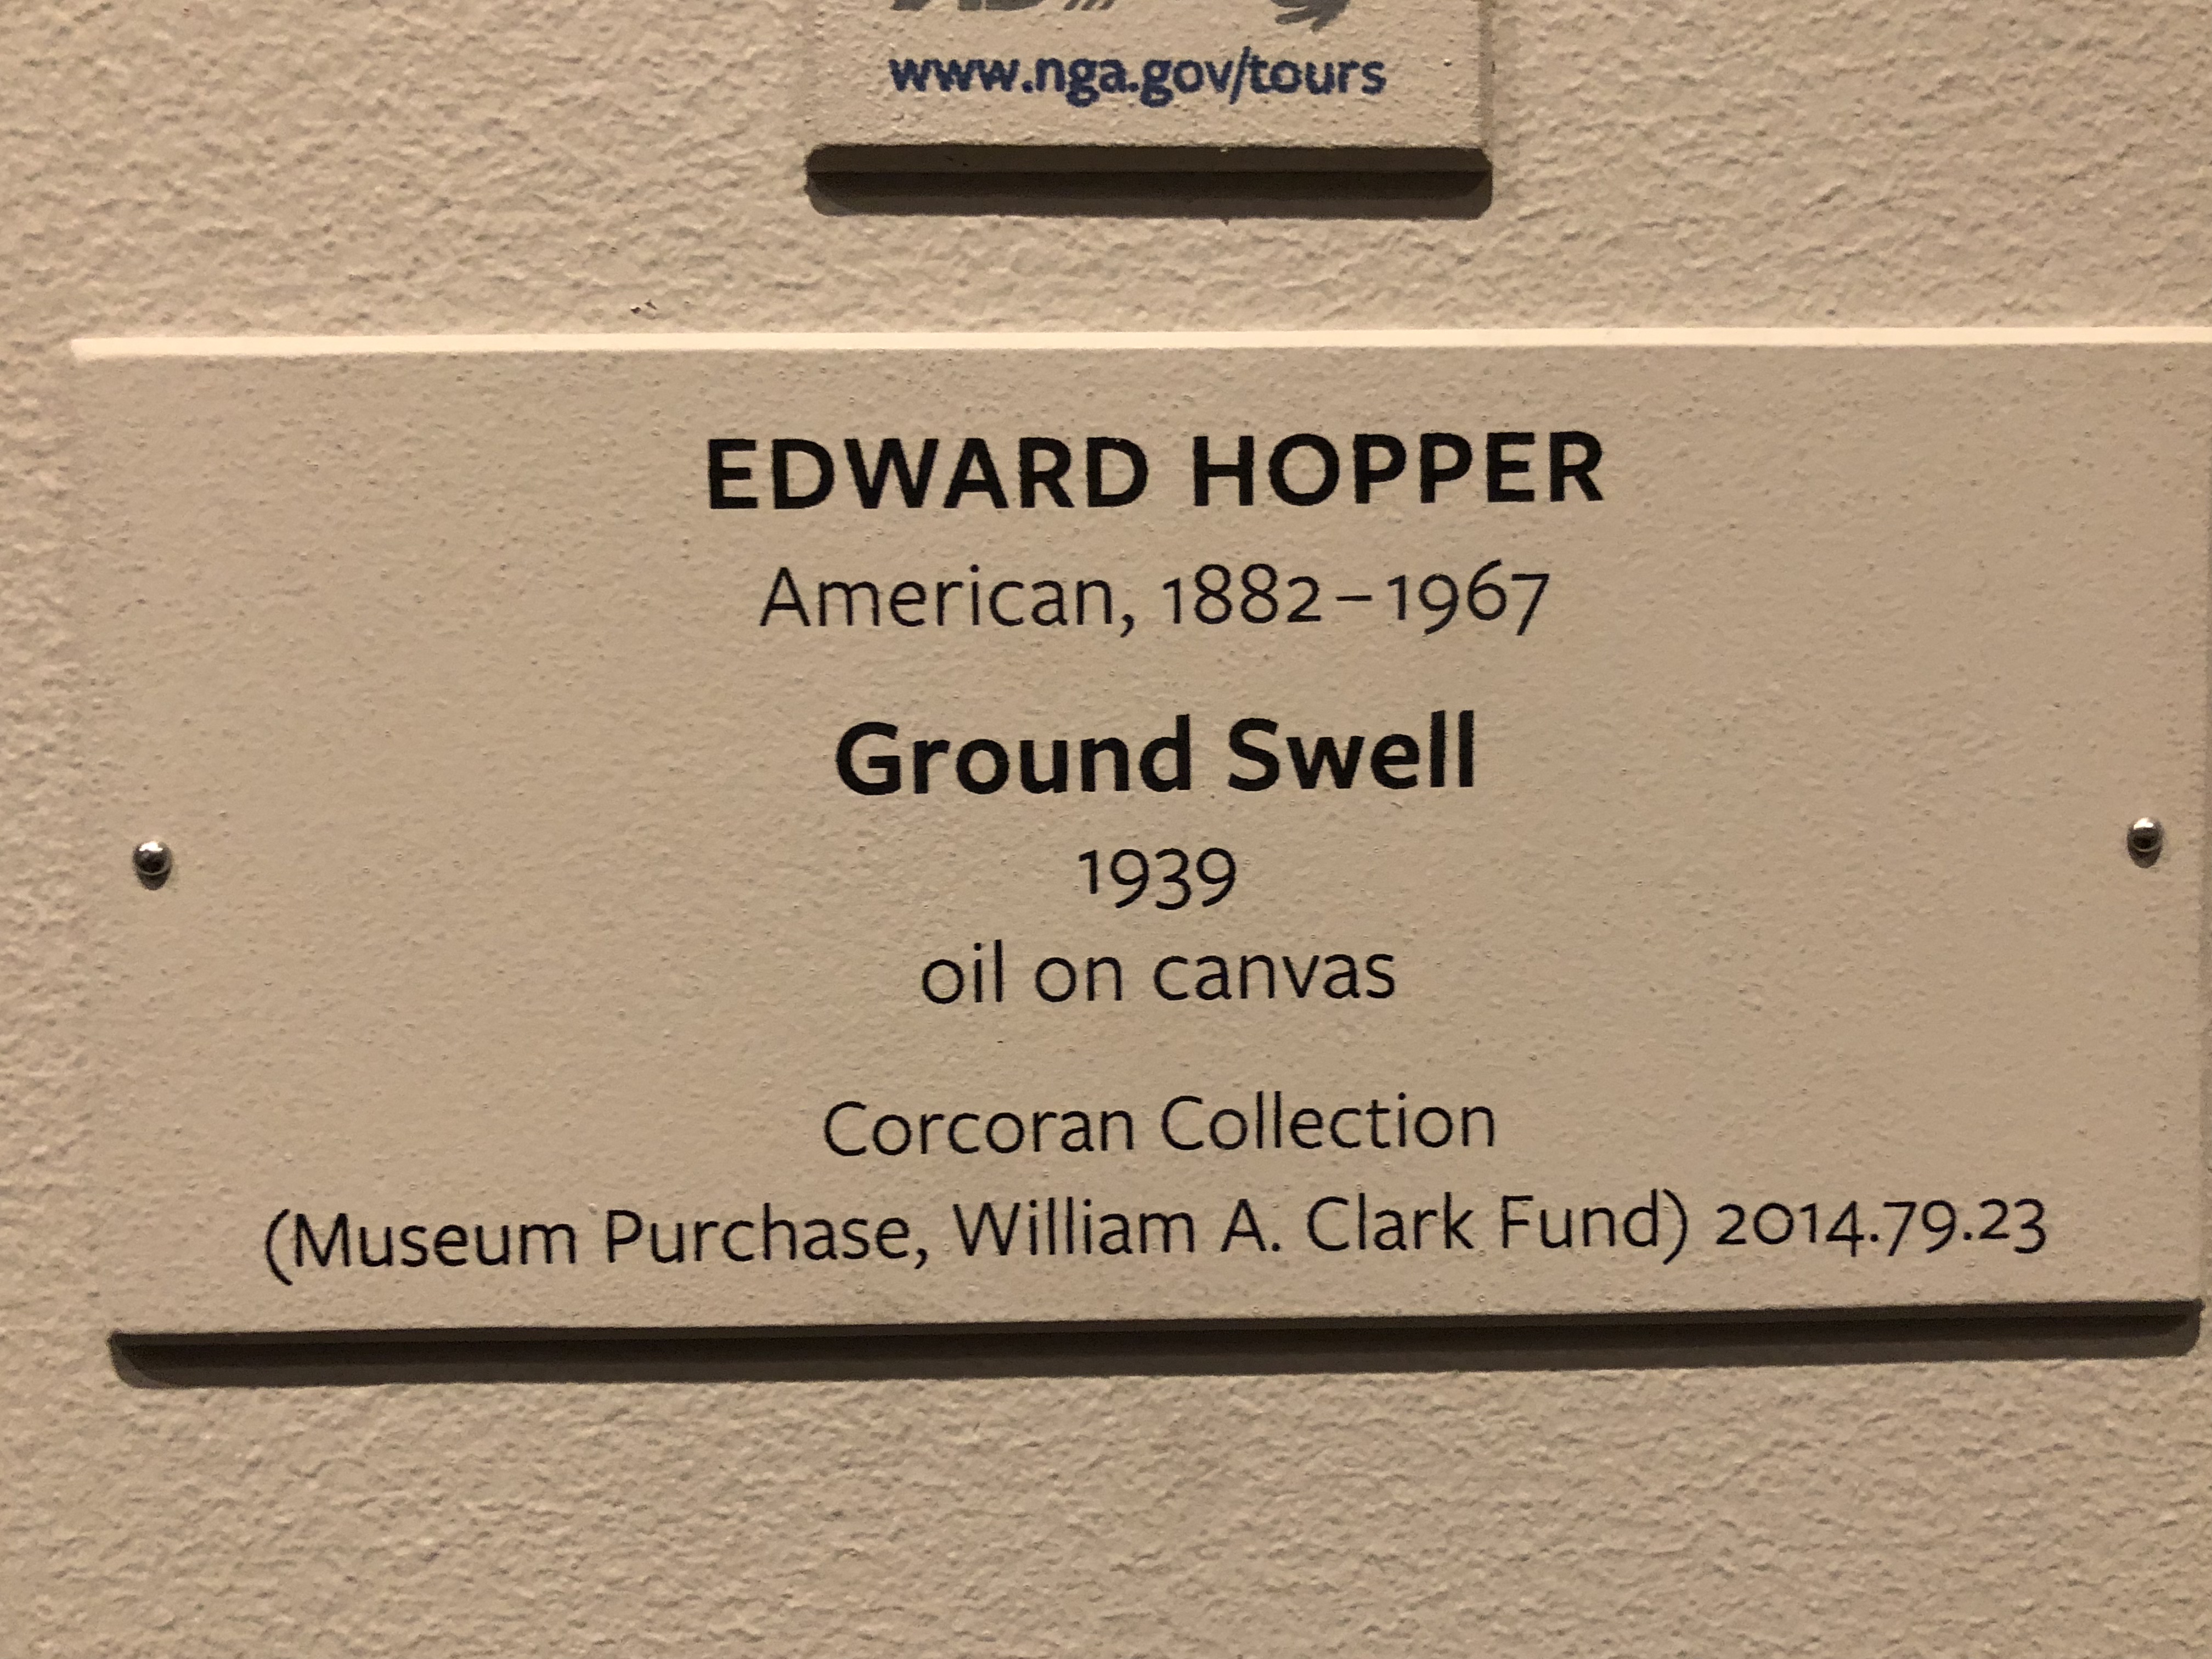 www.nga.gov/tours
EDWARD HOPPER
American, 1882–1967
Ground Swell
1939
oil on canvas
Corcoran Collection
(Museum Purchase, William A. Clark Fund) 2014.79.23